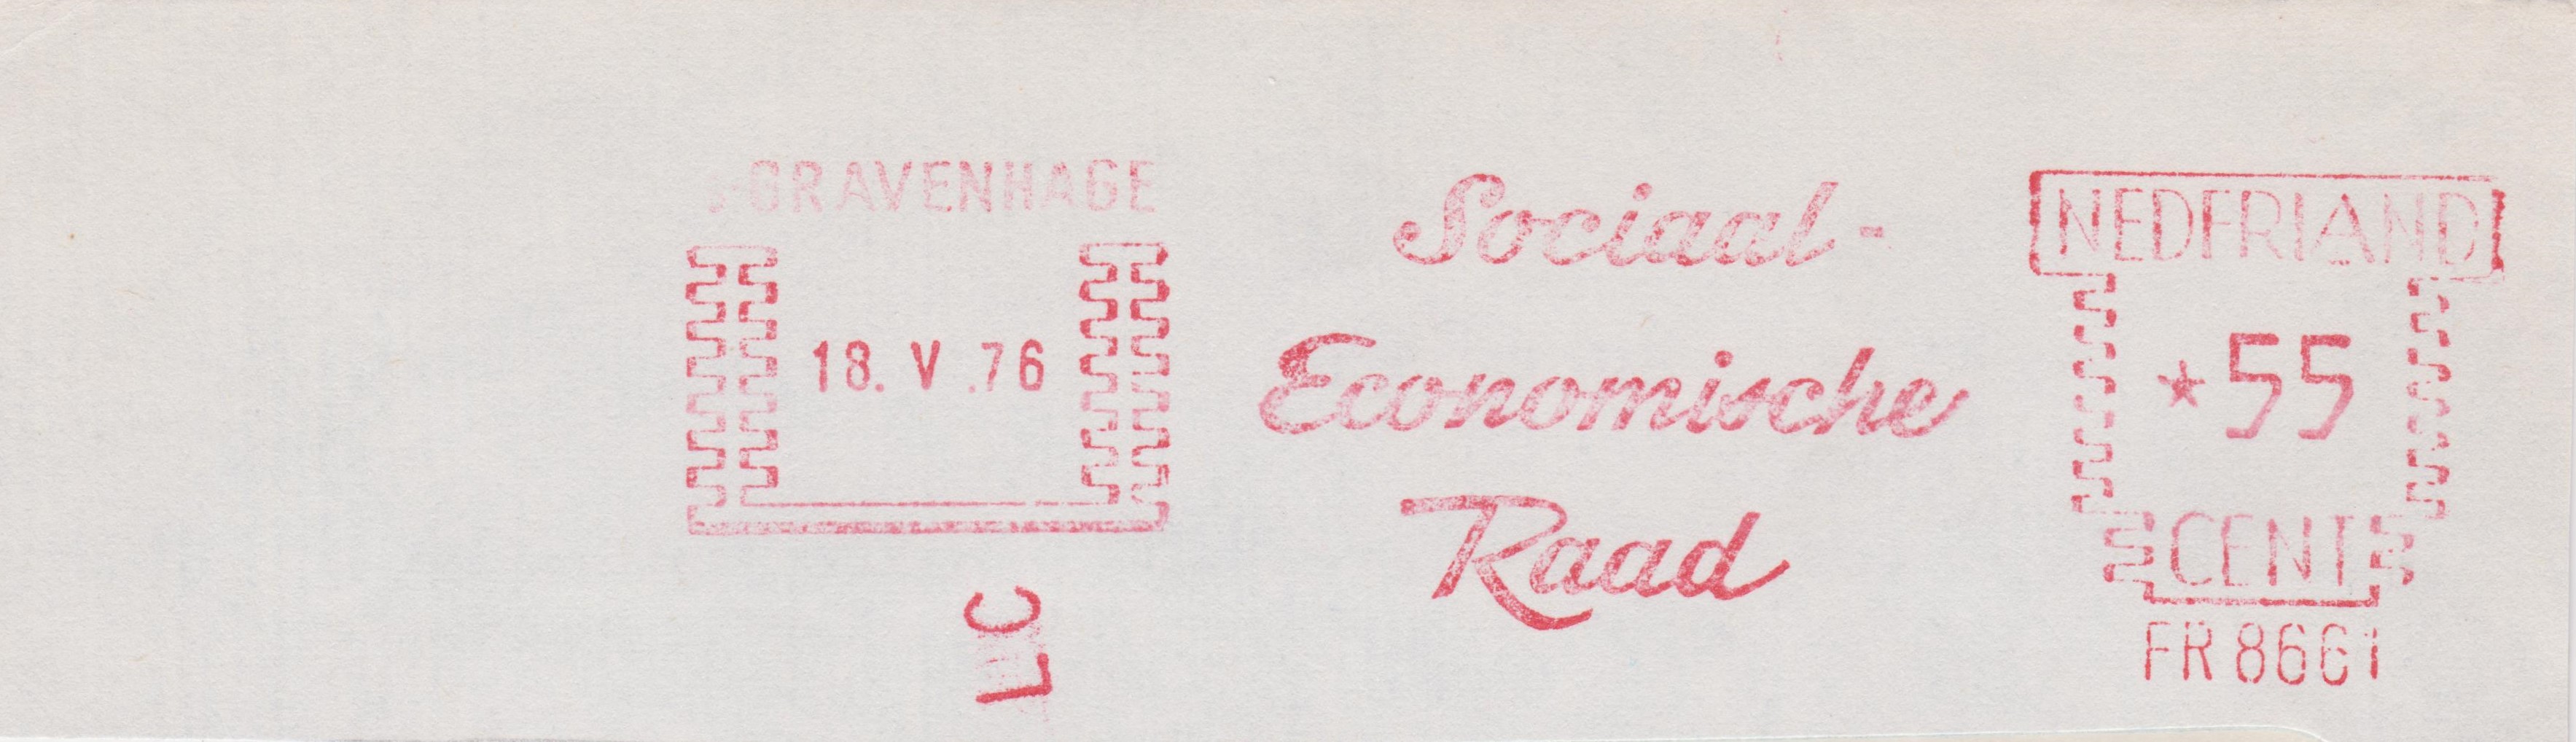 's-GRAVENHAGE
18. V .76
LC
Sociaal-
Economische
Raad
NEDERLAND
*55
CENT
FR 8661